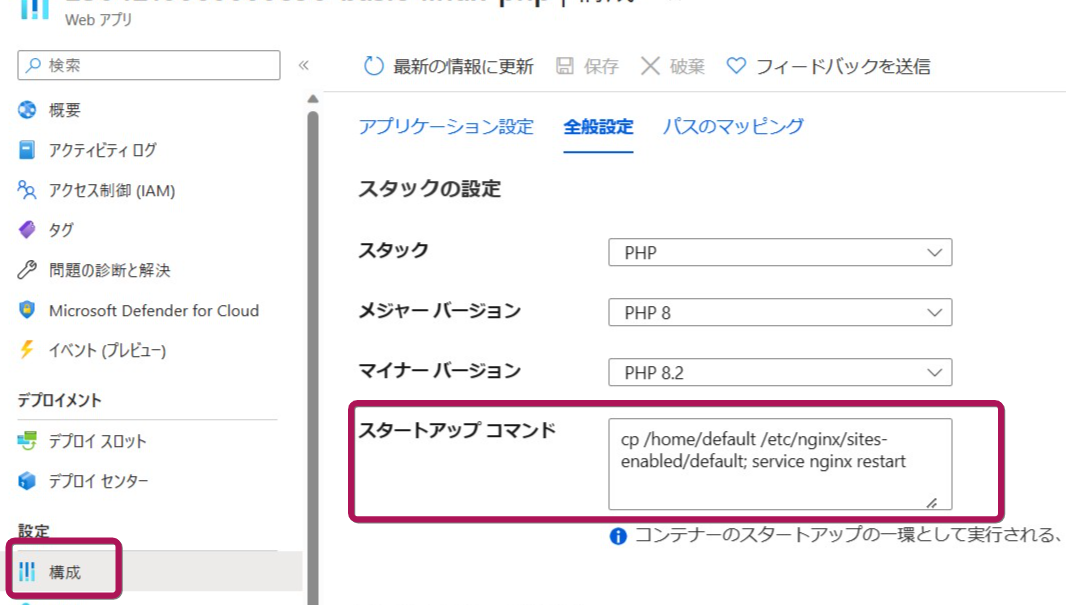 Web アプリ
検索
«
最新の情報に更新
保存
破棄
フィードバックを送信
概要
アクティビティ ログ
アクセス制御 (IAM)
タグ
問題の診断と解決
Microsoft Defender for Cloud
イベント (プレビュー)
デプロイメント
デプロイ スロット
デプロイ センター
設定
構成
アプリケーション設定
全般設定
パスのマッピング
スタックの設定
スタック
PHP
メジャー バージョン
PHP 8
マイナー バージョン
PHP 8.2
スタートアップ コマンド
cp /home/default /etc/nginx/sites-
enabled/default; service nginx restart
コンテナーのスタートアップの一環として実行される、